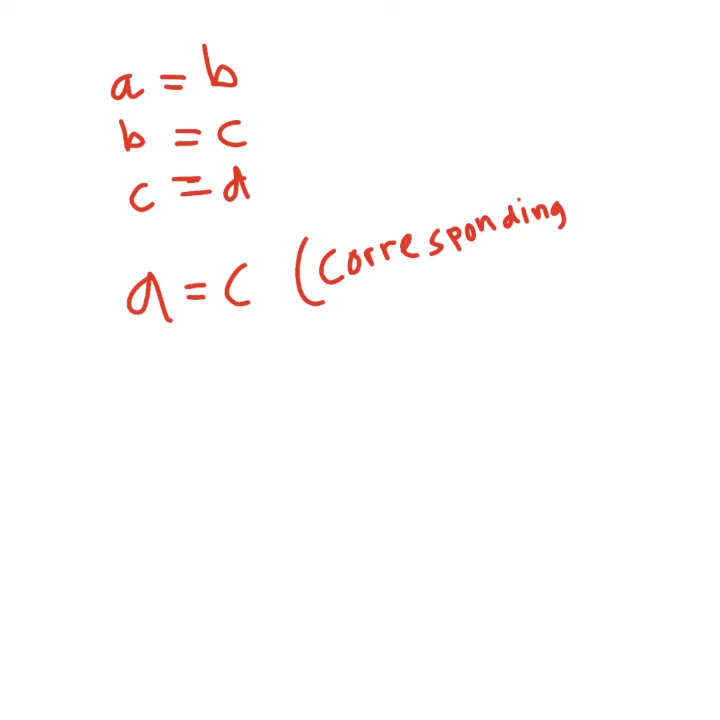 a = b
b = c
c = d
a = c (corresponding